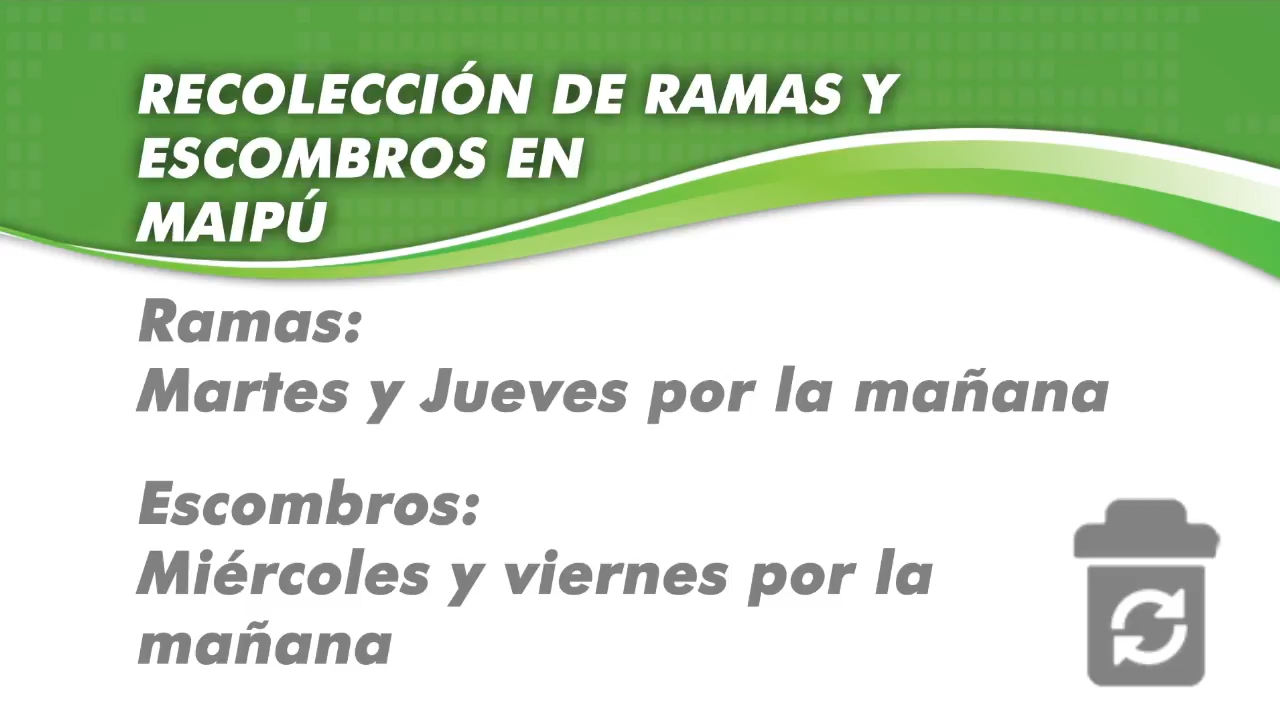 RECOLECCIÓN DE RAMAS Y
ESCOMBROS EN
MAIPÚ
Ramas:
Martes y Jueves por la mañana
Escombros:
Miércoles y viernes por la
mañana